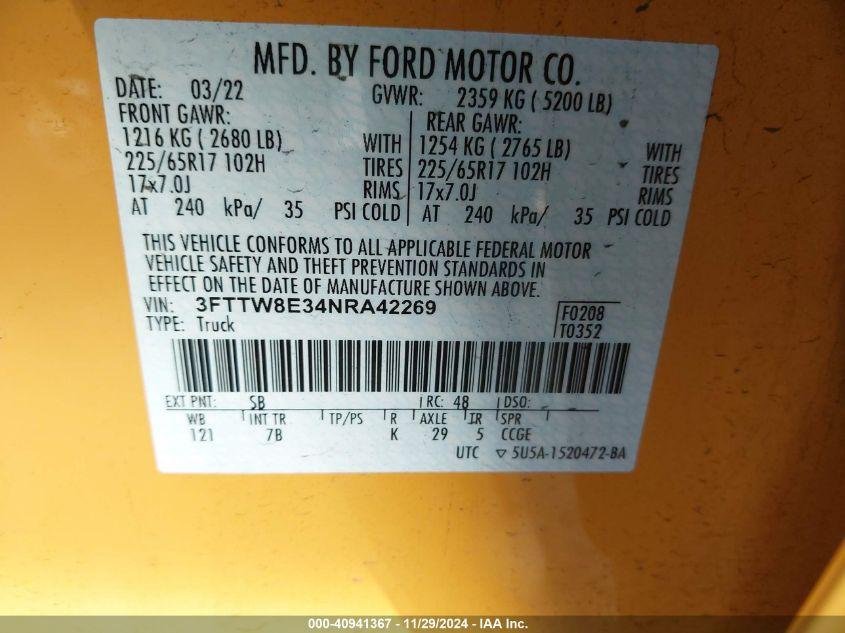 MFD. BY FORD MOTOR CO.
DATE: 03/22 GVWR: 2359 KG ( 5200 LB)
FRONT GAWR: REAR GAWR:
1216 KG ( 2680 LB) WITH 1254 KG ( 2765 LB) WITH
225/65R17 102H TIRES 225/65R17 102H TIRES
17x7.0J RIMS 17x7.0J RIMS
AT 240 kPa/ 35 PSI COLD AT 240 kPa/ 35 PSI COLD
THIS VEHICLE CONFORMS TO ALL APPLICABLE FEDERAL MOTOR
VEHICLE SAFETY AND THEFT PREVENTION STANDARDS IN
EFFECT ON THE DATE OF MANUFACTURE SHOWN ABOVE.
VIN: 3FTTW8E34NRA42269 F0208
TYPE: Truck T0352
EXT PNT: SB RC: 48 DSO:
WB INT TR TP/PS R AXLE IR SPR
121 7B K 29 5 CCGE
UTC ▽ 5U5A-1520472-BA
000-40941367 - 11/29/2024 - IAA Inc.